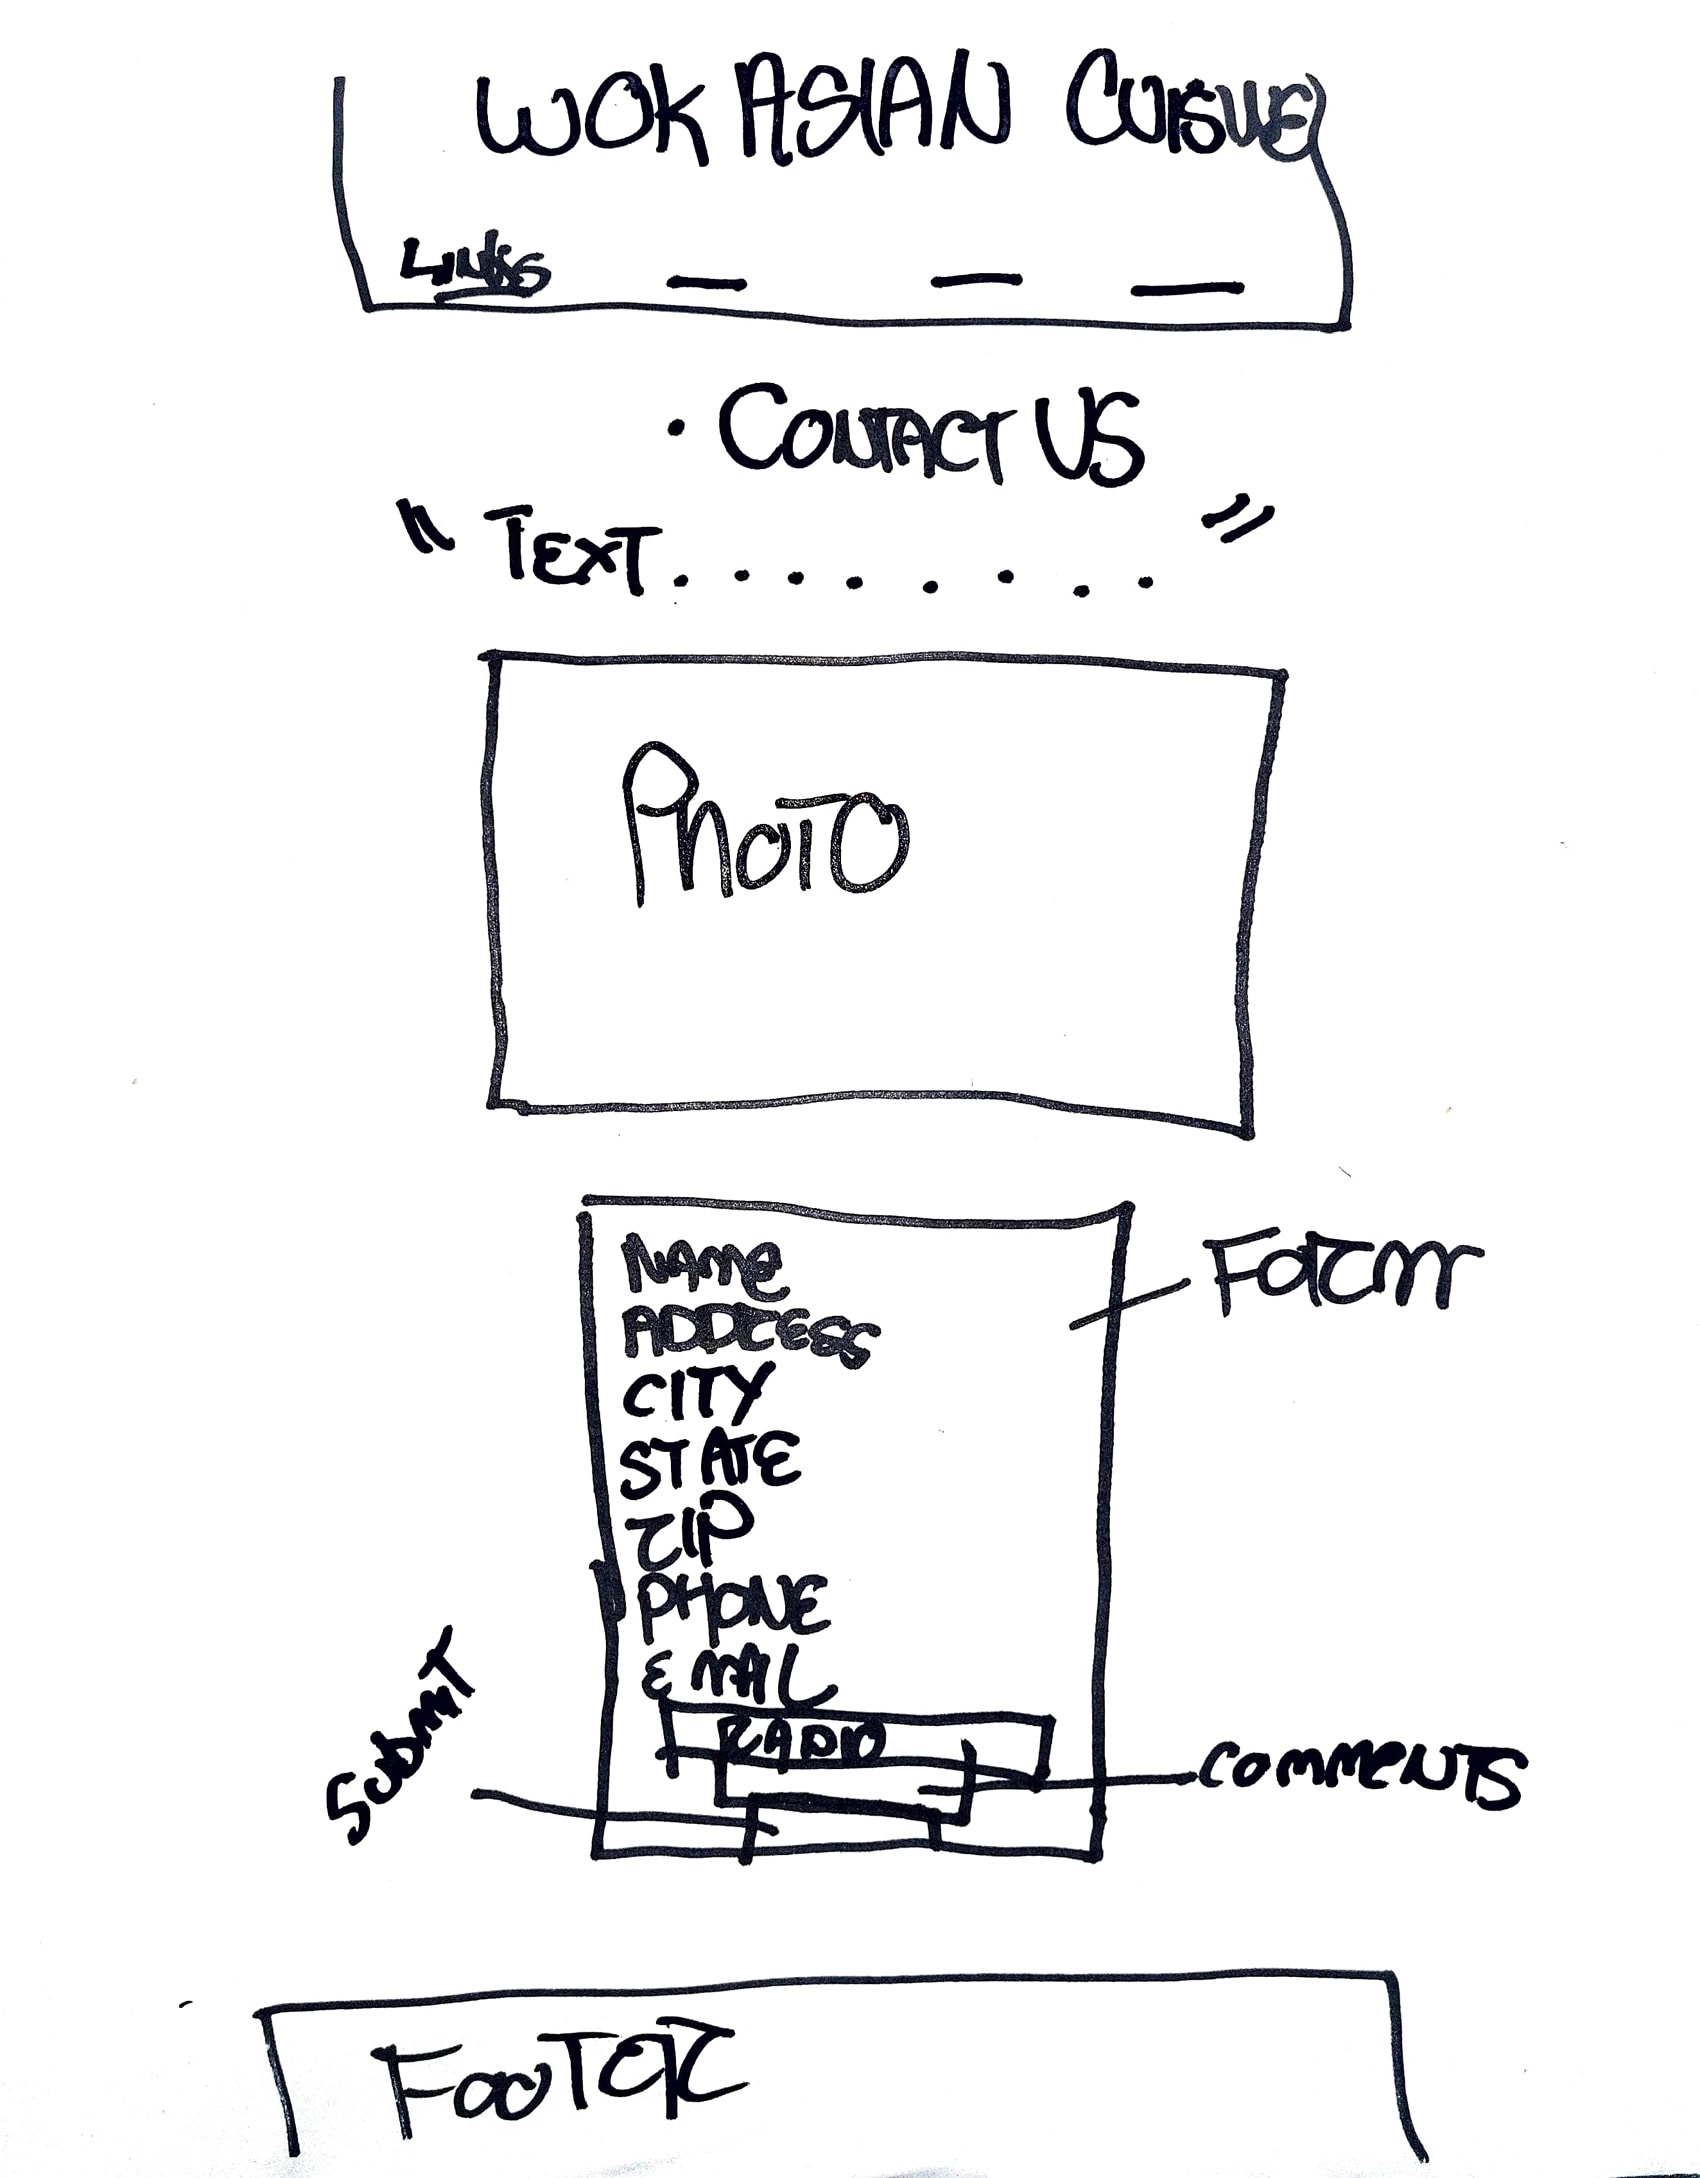 WOK ASIAN CUISINE
LINKS
· CONTACT US
" TEXT......... "
PHOTO
FORM
NAME
ADDRESS
CITY
STATE
ZIP
PHONE
EMAIL
RADIO
COMMENTS
SUBMIT
FOOTER